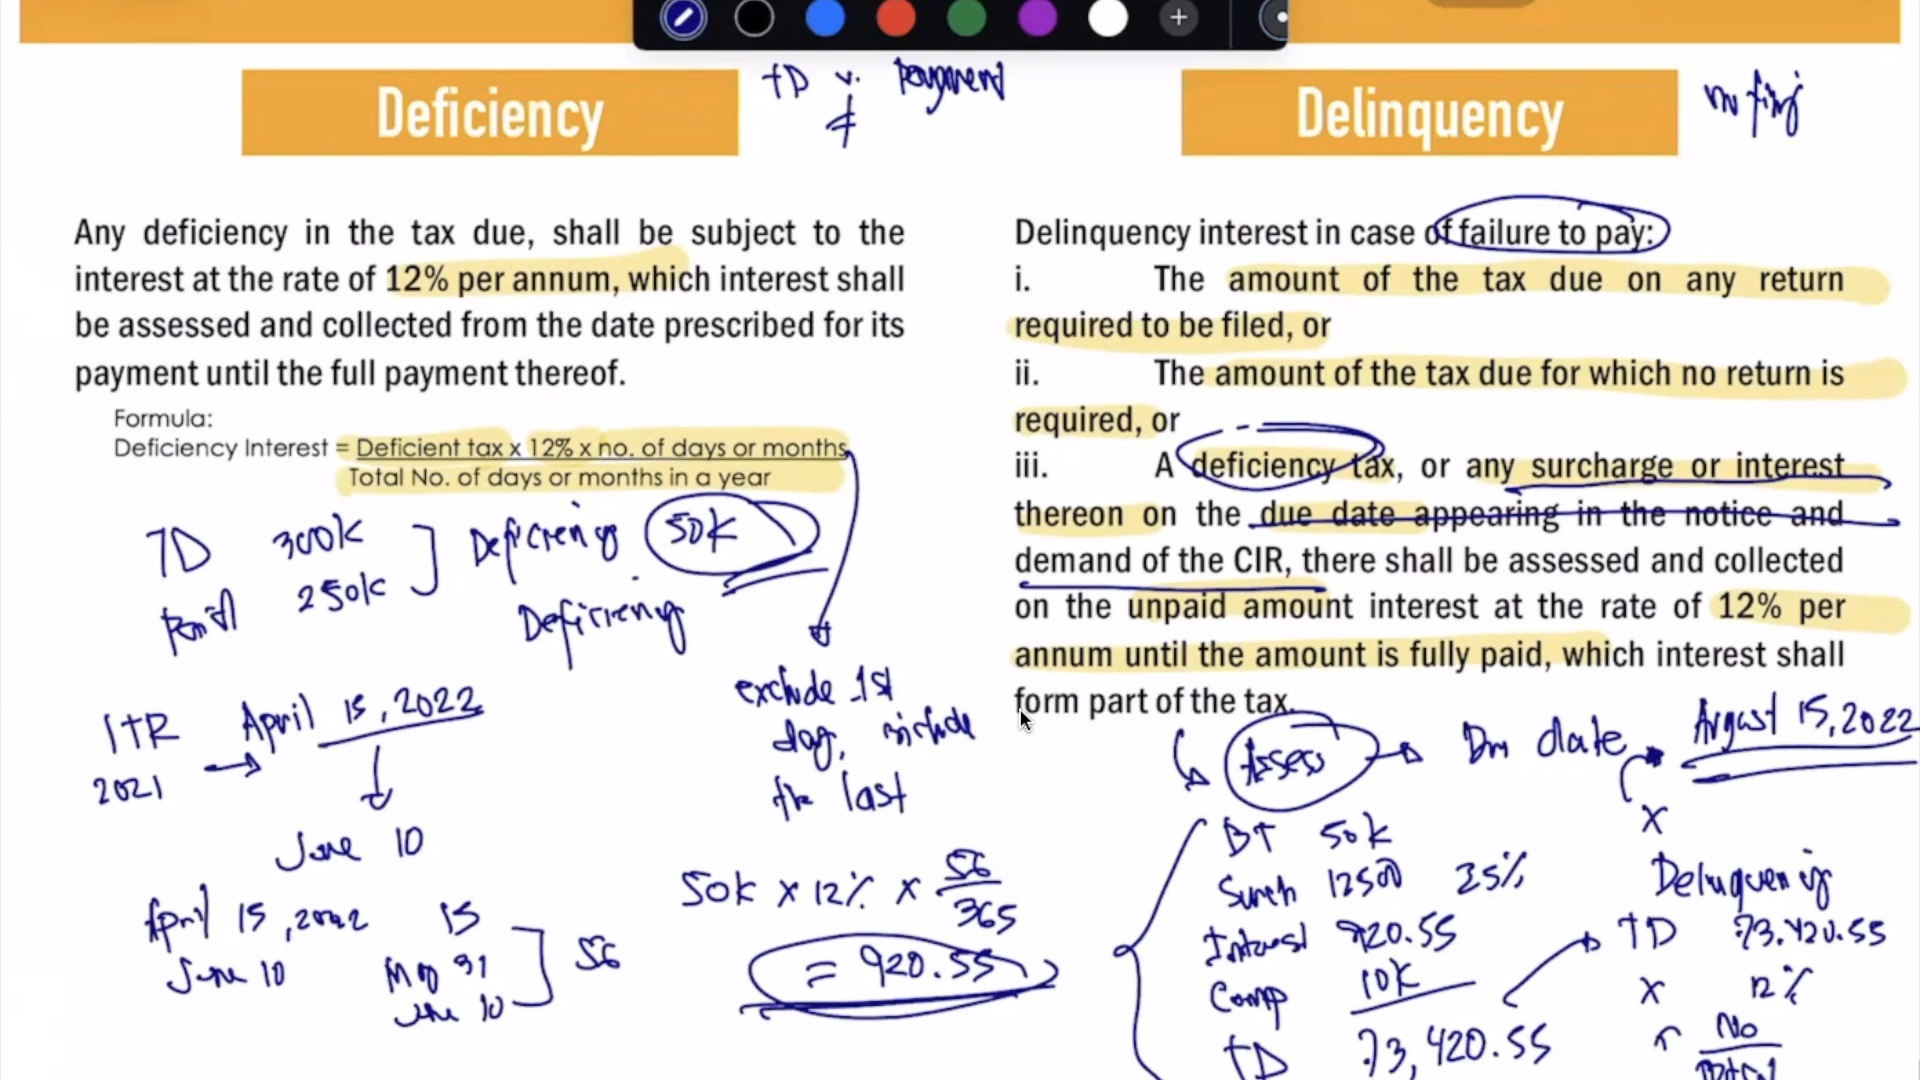 Deficiency
TD v. payment
≠
Any deficiency in the tax due, shall be subject to the
interest at the rate of 12% per annum, which interest shall
be assessed and collected from the date prescribed for its
payment until the full payment thereof.
Formula:
Deficiency Interest = Deficient tax x 12% x no. of days or months
Total No. of days or months in a year
TD 300k
250k
Deficiency 50k
Deficiency
exclude 1st
day, include
the last
ITR April 15, 2022
2021
June 10
April 15, 2022 15
June 10 May 31
June 10
56
50k x 12% x 56
365
= 920.55
Delinquency
Delinquency interest in case of failure to pay:
i. The amount of the tax due on any return
required to be filed, or
ii. The amount of the tax due for which no return is
required, or
iii. A deficiency tax, or any surcharge or interest
thereon on the due date appearing in the notice and
demand of the CIR, there shall be assessed and collected
on the unpaid amount interest at the rate of 12% per
annum until the amount is fully paid, which interest shall
form part of the tax.
Assess date August 15, 2022
x
BT 50k
Surch 12500 25%
Interest 920.55
Comp 10k
TD 73,420.55
Delinquency
TD 73,420.55
x 12%
No
Total